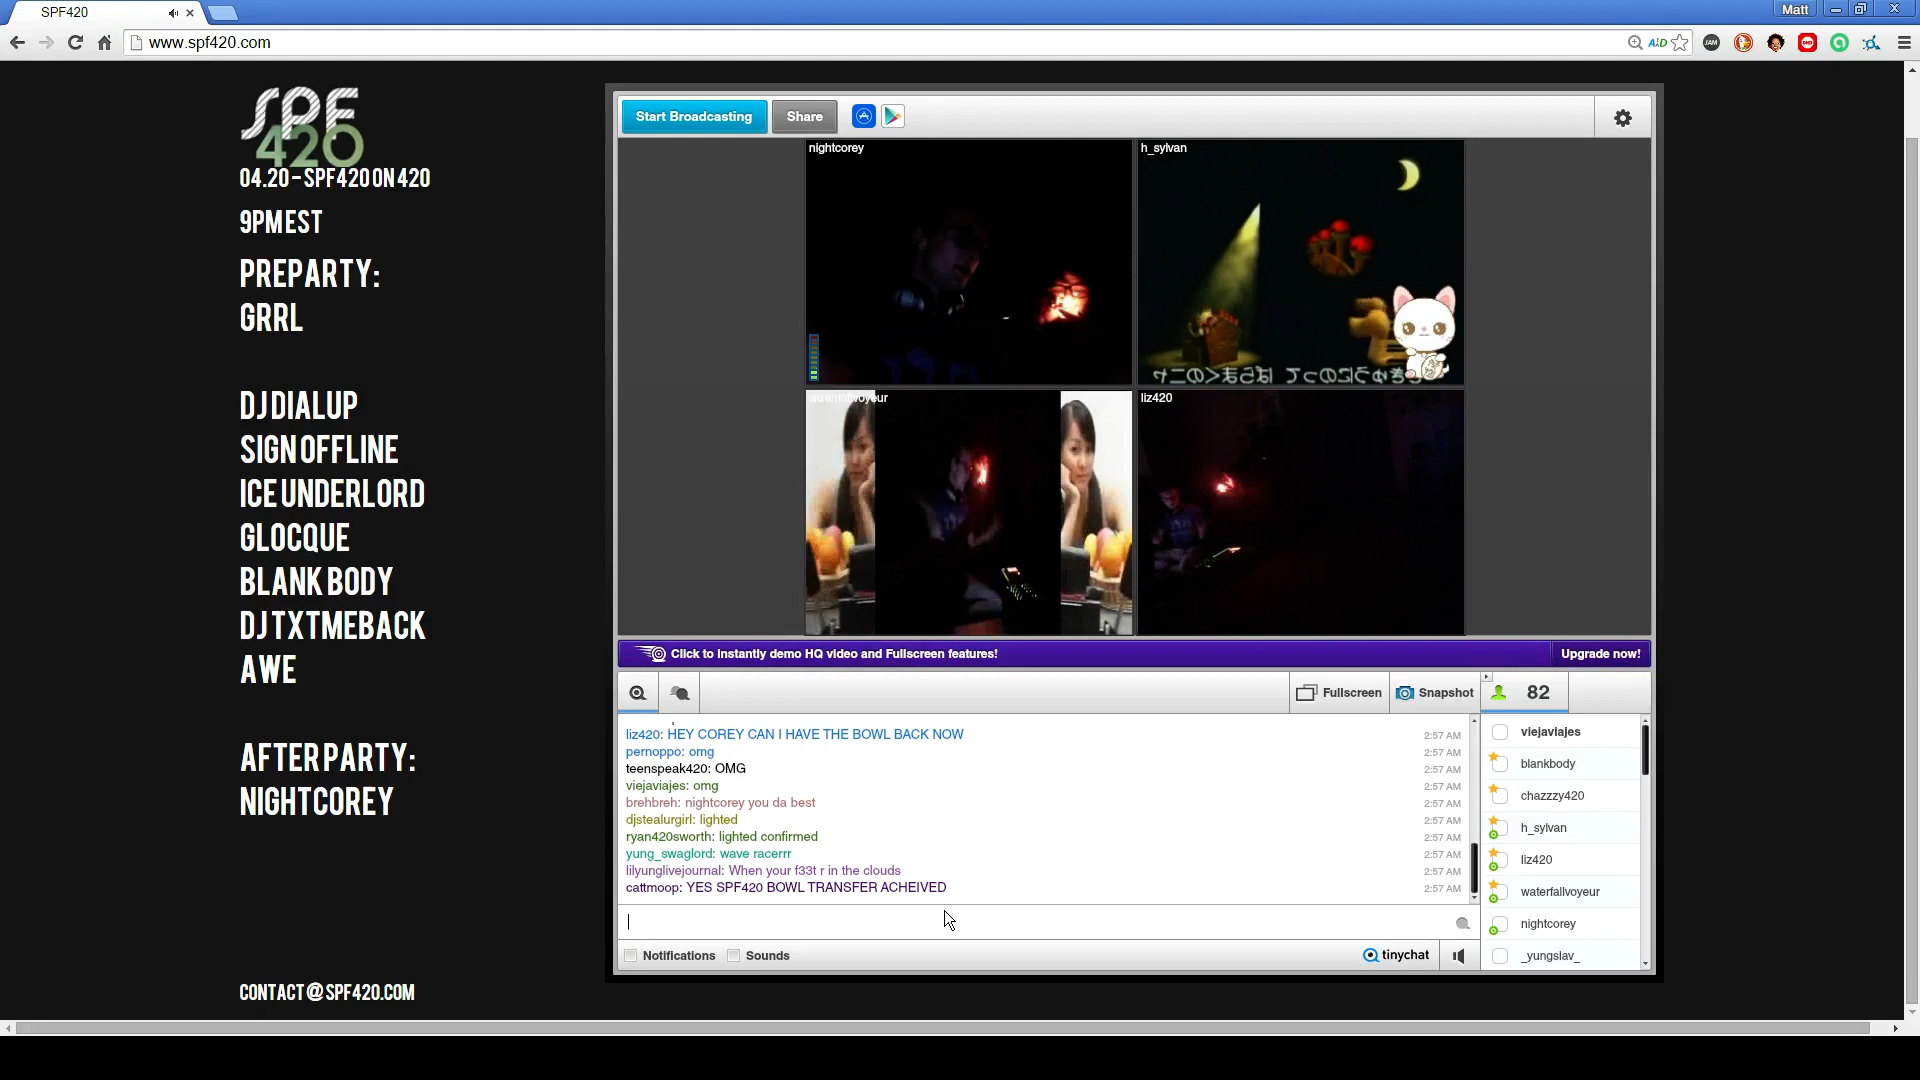 SPF420
Matt
www.spf420.com
SPF
420
04.20 - SPF420 ON 420
9PM EST
PREPARTY:
GRRL
DJ DIALUP
SIGN OFFLINE
ICE UNDERLORD
GLOCQUE
BLANK BODY
DJ TXTMEBACK
AWE
AFTER PARTY:
NIGHTCOREY
CONTACT @ SPF420.COM
Start Broadcasting
Share
nightcorey
h_sylvan
waterfallvoyeur
liz420
Click to instantly demo HQ video and Fullscreen features!
Upgrade now!
Fullscreen
Snapshot
82
liz420: HEY COREY CAN I HAVE THE BOWL BACK NOW 2:57 AM
pernoppo: omg 2:57 AM
teenspeak420: OMG 2:57 AM
viejaviajes: omg 2:57 AM
brehbreh: nightcorey you da best 2:57 AM
djstealurgirl: lighted 2:57 AM
ryan420sworth: lighted confirmed 2:57 AM
yung_swaglord: wave racerrr 2:57 AM
lilyunglivejournal: When your f33t r in the clouds 2:57 AM
cattmoop: YES SPF420 BOWL TRANSFER ACHEIVED 2:57 AM
Notifications
Sounds
tinychat
viejaviajes
blankbody
chazzzy420
h_sylvan
liz420
waterfallvoyeur
nightcorey
_yungslav_